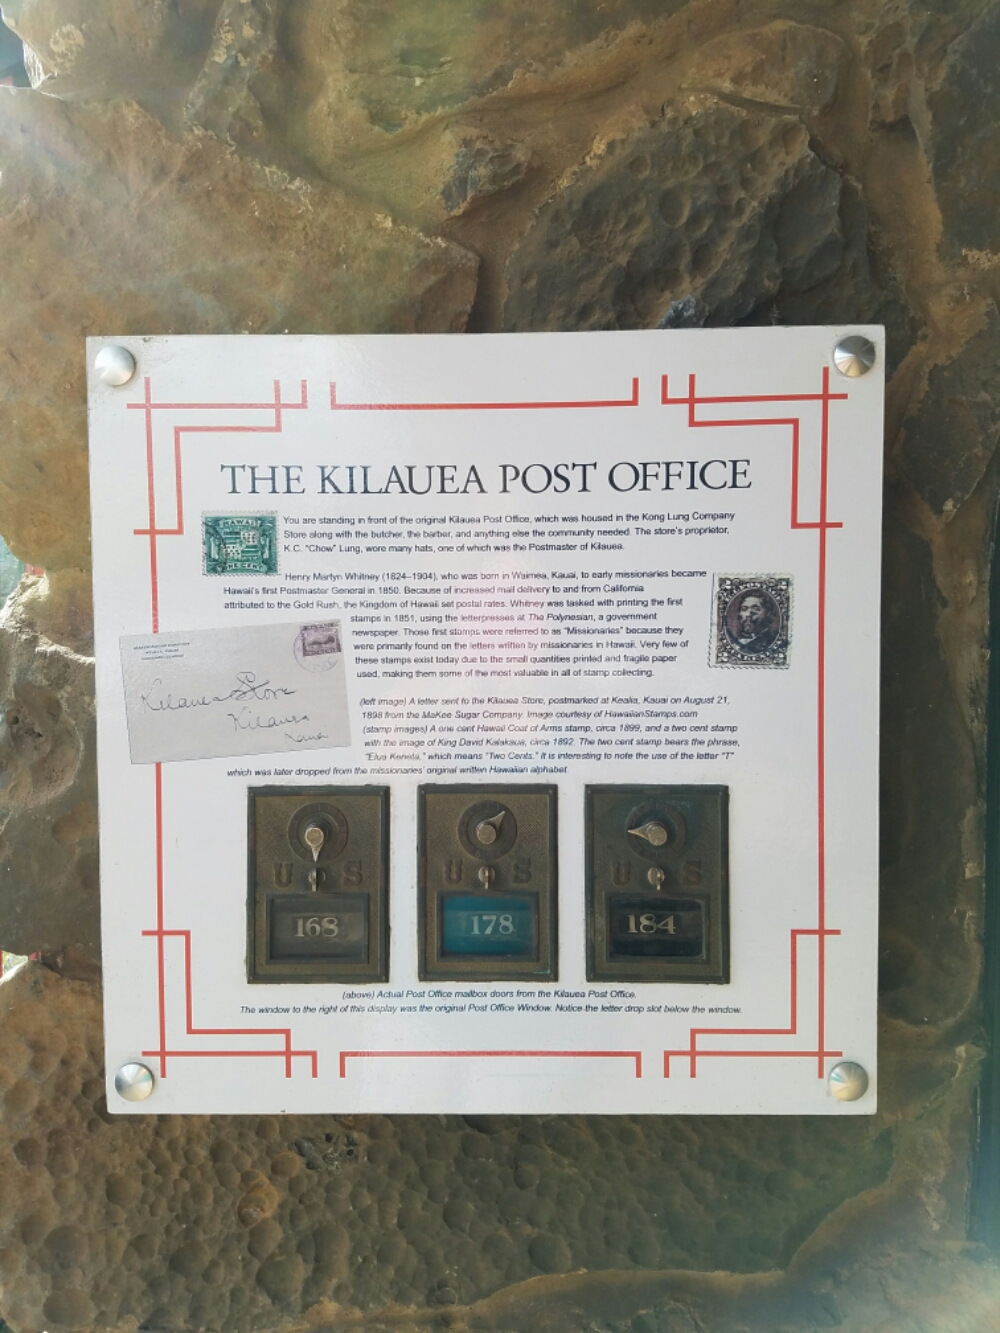 THE KILAUEA POST OFFICE
You are standing in front of the original Kilauea Post Office, which was housed in the Kong Lung Company
Store along with the butcher, the barber, and anything else the community needed. The store's proprietor,
K.C. "Chow" Lung, wore many hats, one of which was the Postmaster of Kilauea.
HAWAII
Henry Martyn Whitney (1824–1904), who was born in Waimea, Kauai, to early missionaries became
Hawaii's first Postmaster General in 1850. Because of increased mail delivery to and from California
attributed to the Gold Rush, the Kingdom of Hawaii set postal rates. Whitney was tasked with printing the first
stamps in 1851, using the letterpresses at The Polynesian, a government
newspaper. Those first stamps were referred to as "Missionaries" because they
were primarily found on the letters written by missionaries in Hawaii. Very few of
these stamps exist today due to the small quantities printed and fragile paper
used, making them some of the most valuable in all of stamp collecting.
Kilauea Store
Kilauea
(left image) A letter sent to the Kilauea Store, postmarked at Kealia, Kauai on August 21,
1898 from the MaKee Sugar Company. Image courtesy of HawaiianStamps.com
(stamp images) A one cent Hawaii Coat of Arms stamp, circa 1899, and a two cent stamp
with the image of King David Kalakaua, circa 1892. The two cent stamp bears the phrase,
"Elua Keneta," which means "Two Cents." It is interesting to note the use of the letter "T"
which was later dropped from the missionaries' original written Hawaiian alphabet.
U S
168
U S
178
U S
184
(above) Actual Post Office mailbox doors from the Kilauea Post Office.
The window to the right of this display was the original Post Office Window. Notice the letter drop slot below the window.